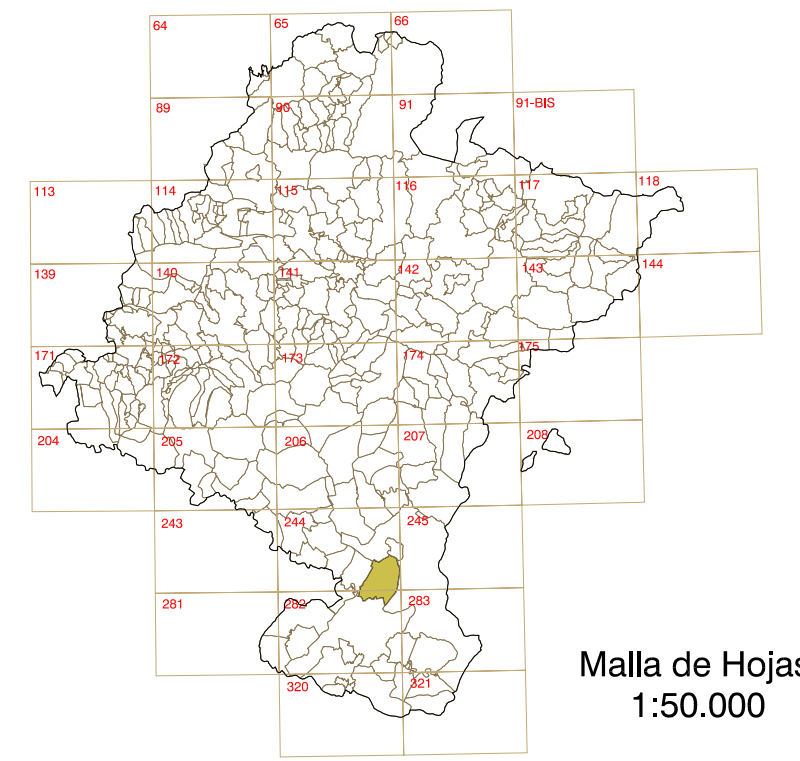 64 65 66
89 90 91 91-BIS
113 114 115 116 117 118
139 140 141 142 143 144
171 172 173 174 175
204 205 206 207 208
243 244 245
281 282 283
320 321
Malla de Hojas
1:50.000